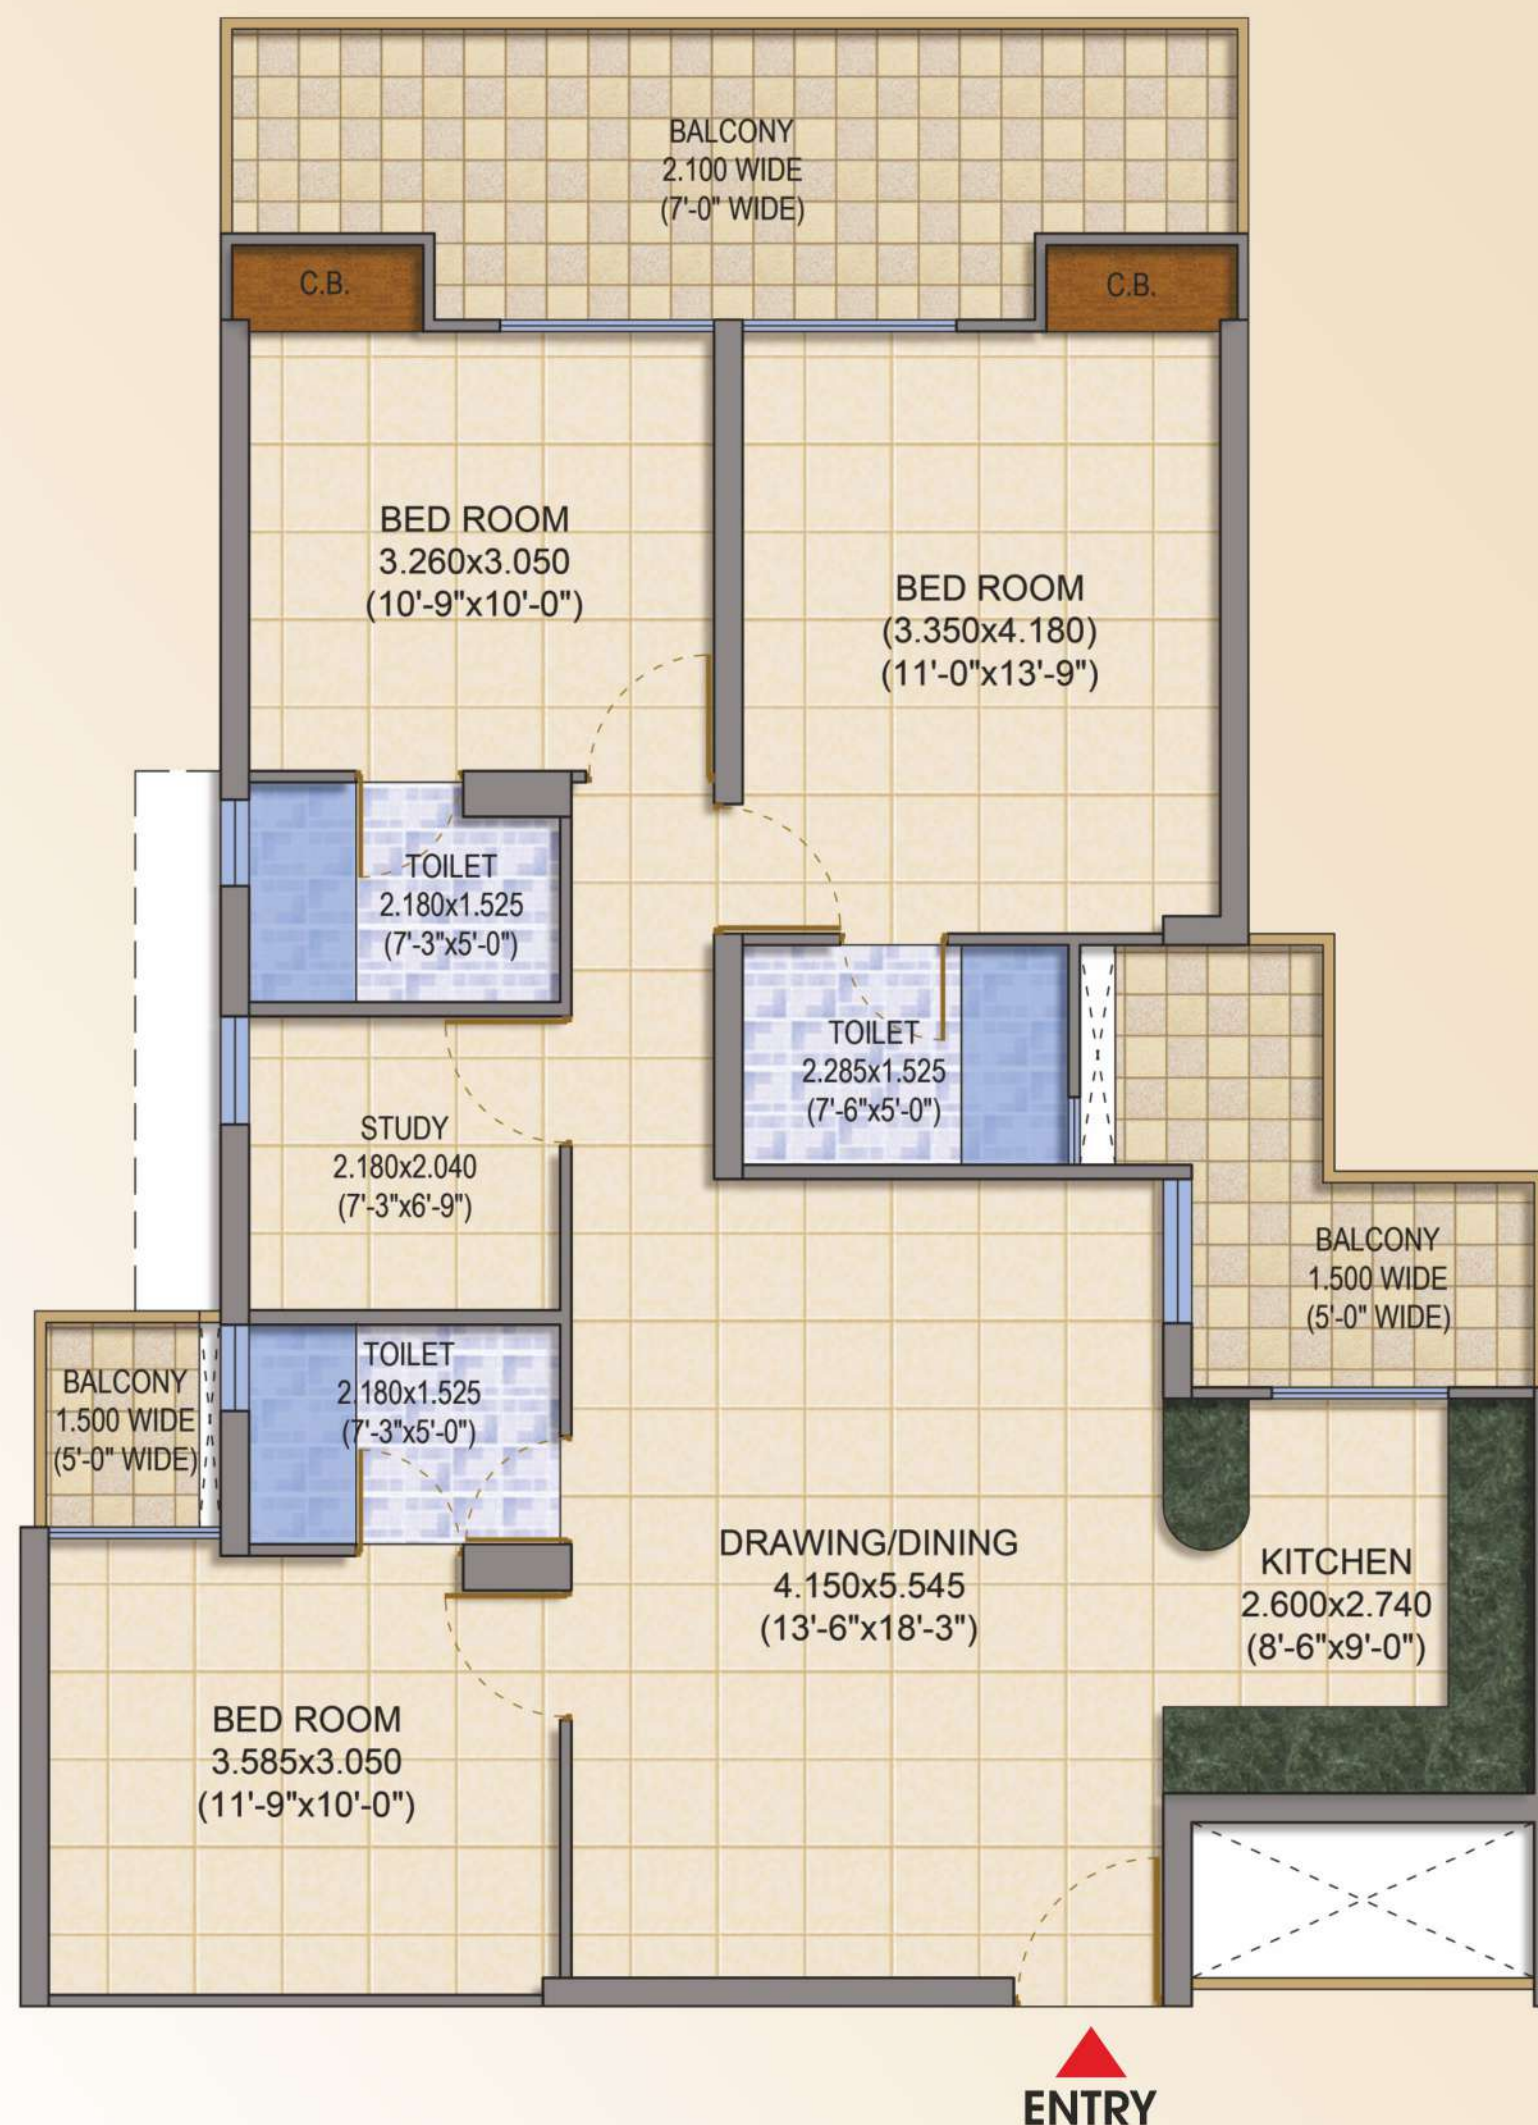 BALCONY
2.100 WIDE
(7'-0" WIDE)
C.B.
C.B.
BED ROOM
3.260x3.050
(10'-9"x10'-0")
BED ROOM
(3.350x4.180)
(11'-0"x13'-9")
TOILET
2.180x1.525
(7'-3"x5'-0")
TOILET
2.285x1.525
(7'-6"x5'-0")
STUDY
2.180x2.040
(7'-3"x6'-9")
BALCONY
1.500 WIDE
(5'-0" WIDE)
TOILET
2.180x1.525
(7'-3"x5'-0")
BALCONY
1.500 WIDE
(5'-0" WIDE)
DRAWING/DINING
4.150x5.545
(13'-6"x18'-3")
KITCHEN
2.600x2.740
(8'-6"x9'-0")
BED ROOM
3.585x3.050
(11'-9"x10'-0")
ENTRY